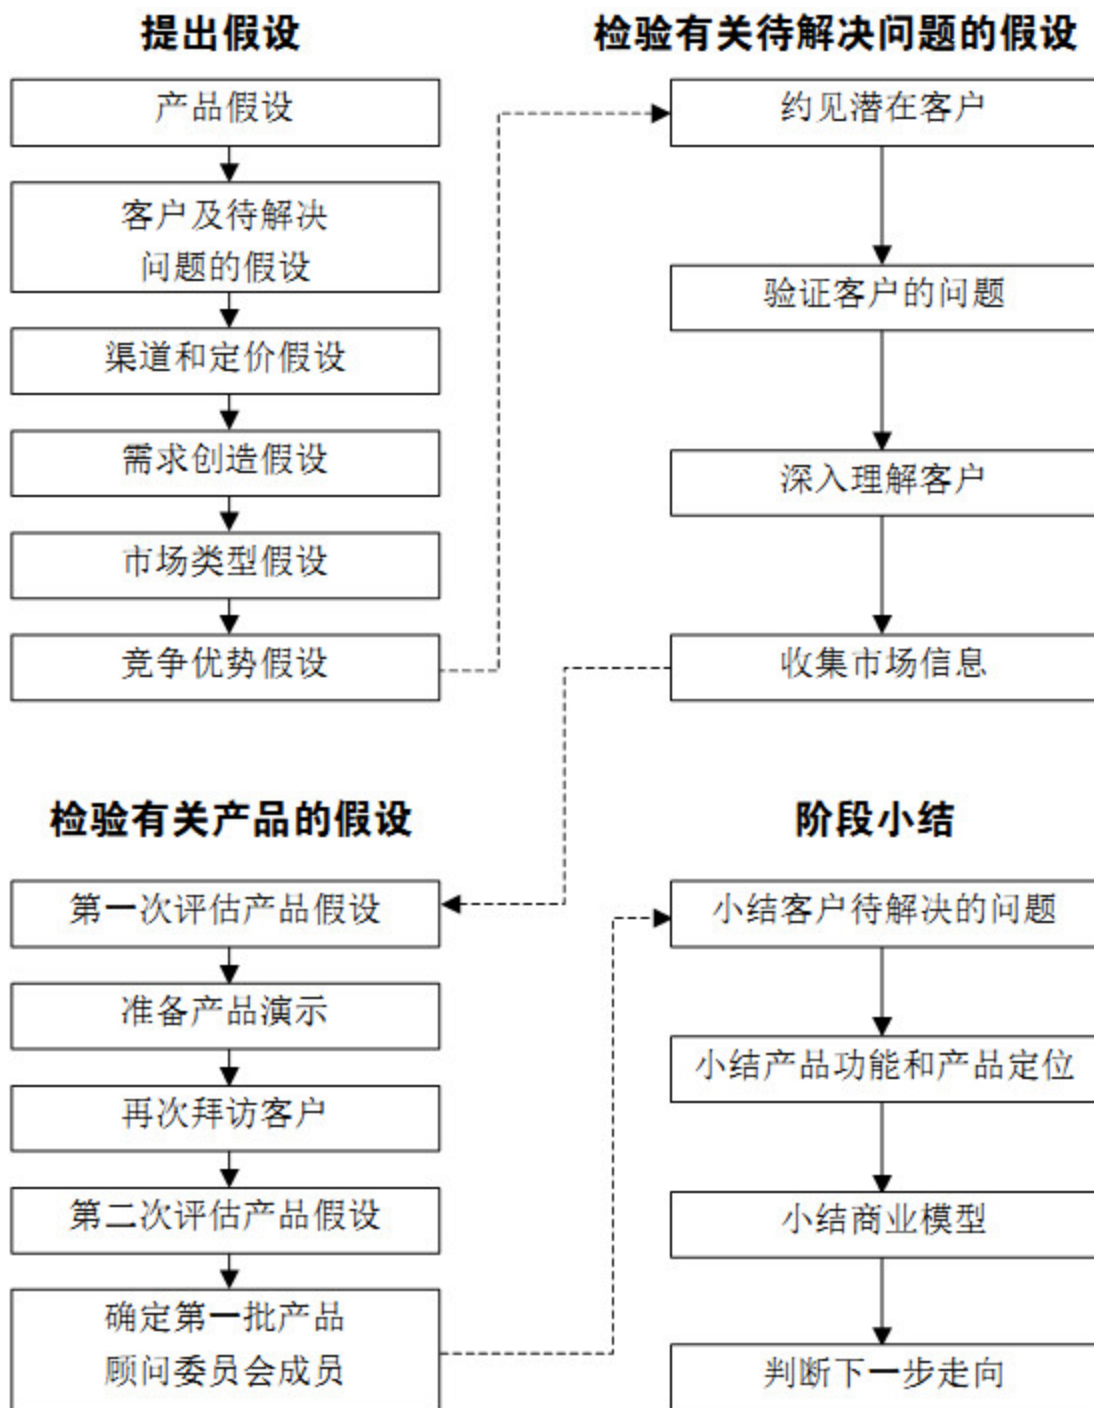 提出假设
产品假设
客户及待解决
问题的假设
渠道和定价假设
需求创造假设
市场类型假设
竞争优势假设
检验有关待解决问题的假设
约见潜在客户
验证客户的问题
深入理解客户
收集市场信息
检验有关产品的假设
第一次评估产品假设
准备产品演示
再次拜访客户
第二次评估产品假设
确定第一批产品
顾问委员会成员
阶段小结
小结客户待解决的问题
小结产品功能和产品定位
小结商业模型
判断下一步走向